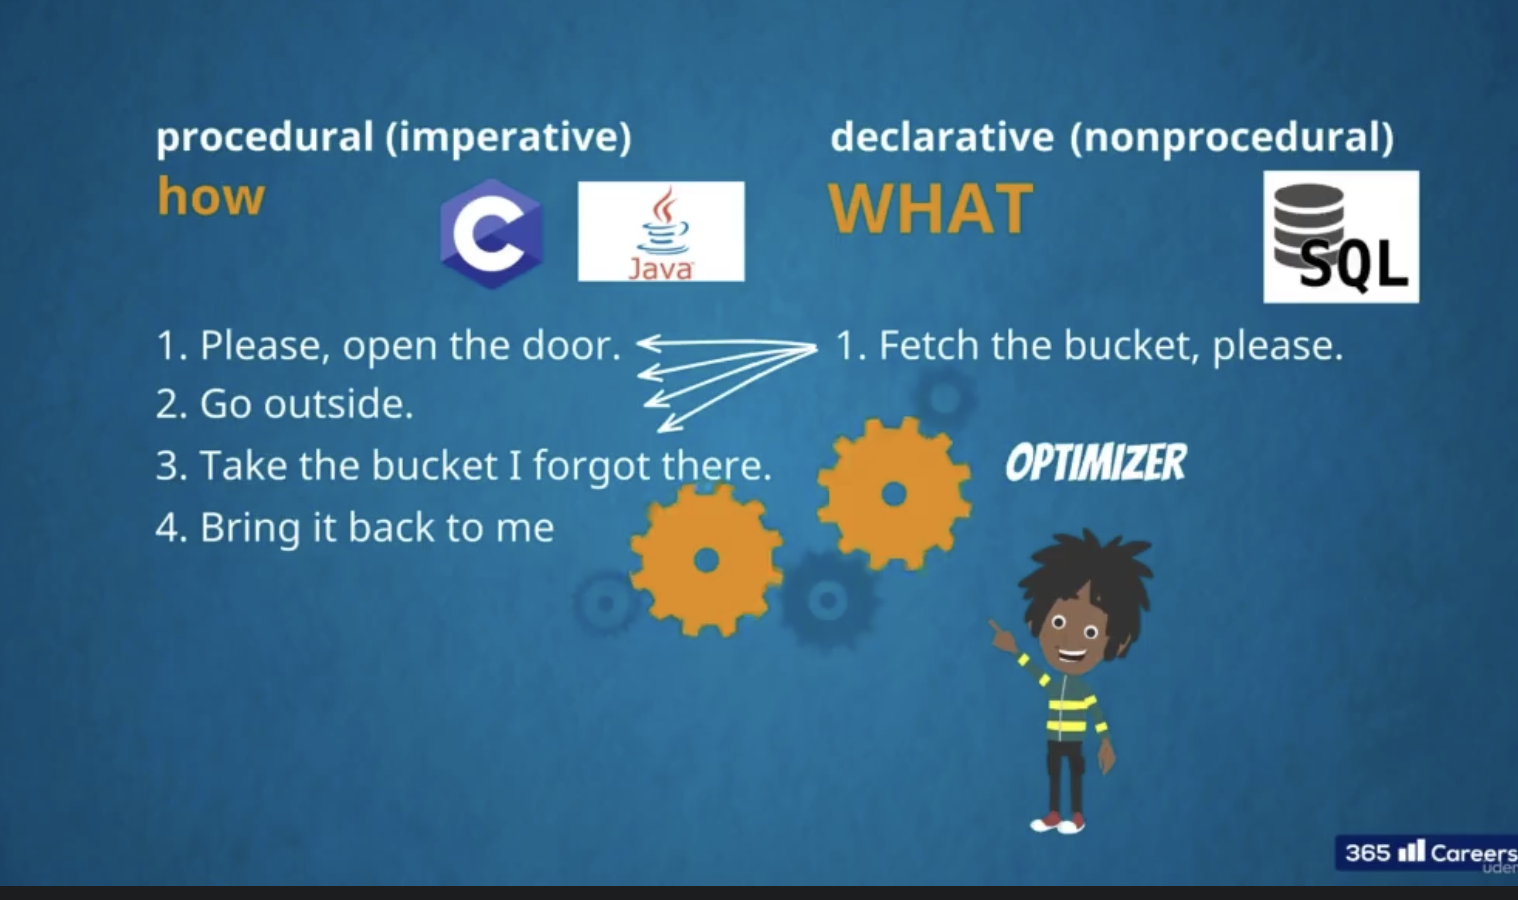 procedural (imperative)
how
C
Java
1. Please, open the door.
2. Go outside.
3. Take the bucket I forgot there.
4. Bring it back to me
declarative (nonprocedural)
WHAT
SQL
1. Fetch the bucket, please.
OPTIMIZER
365 Careers